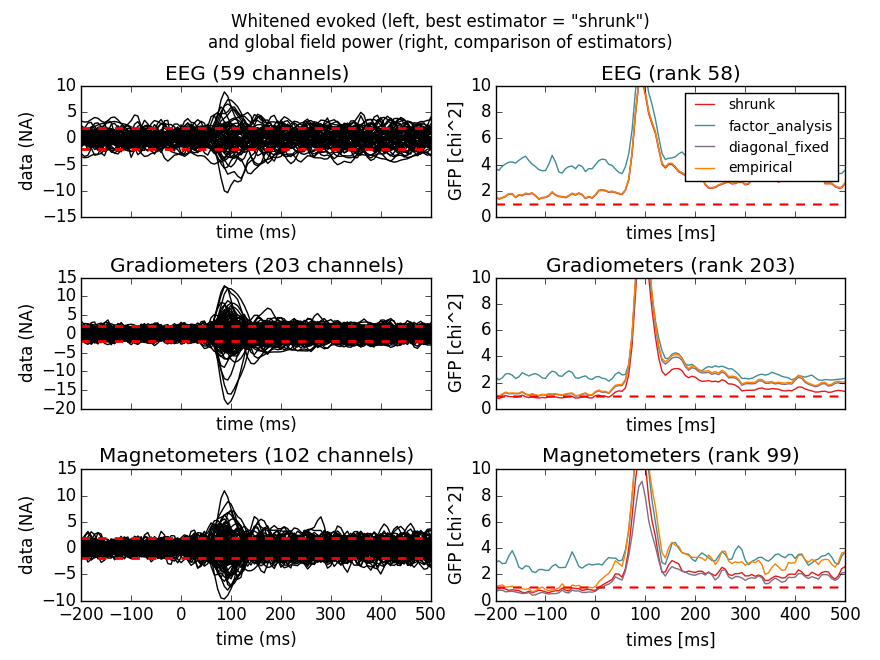 Whitened evoked (left, best estimator = "shrunk")
and global field power (right, comparison of estimators)
EEG (59 channels)
10
5
0
−5
−10
−15
data (NA)
time (ms)
EEG (rank 58)
10
8
6
4
2
0
GFP [chi^2]
shrunk
factor_analysis
diagonal_fixed
empirical
times [ms]
Gradiometers (203 channels)
15
10
5
0
−5
−10
−15
−20
data (NA)
time (ms)
Gradiometers (rank 203)
10
8
6
4
2
0
GFP [chi^2]
times [ms]
Magnetometers (102 channels)
15
10
5
0
−5
−10
data (NA)
−200 −100 0 100 200 300 400 500
time (ms)
Magnetometers (rank 99)
10
8
6
4
2
0
GFP [chi^2]
−200 −100 0 100 200 300 400 500
times [ms]